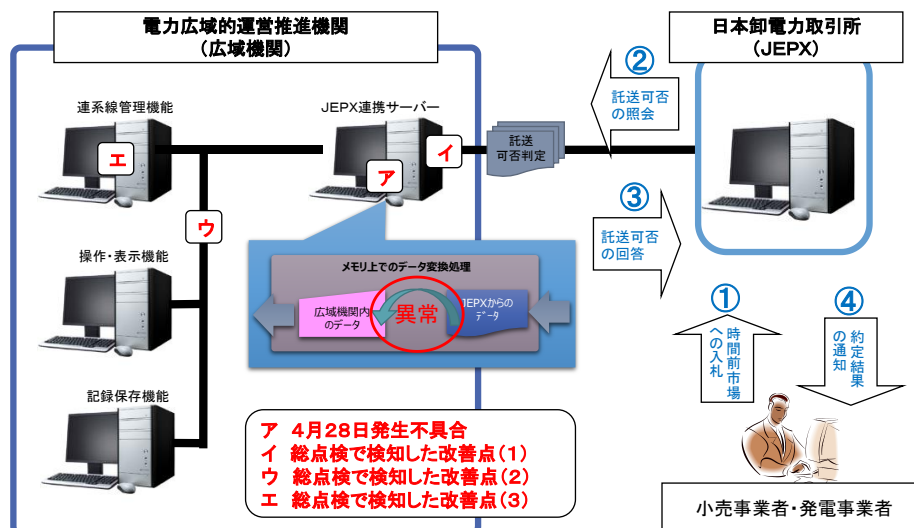 電力広域的運営推進機関
（広域機関）
日本卸電力取引所
（JEPX）
連系線管理機能
JEPX連携サーバー
②
託送可否
の照会
エ
イ
ア
託送
可否判定
ウ
③
託送可否
の回答
操作・表示機能
メモリ上でのデータ変換処理
広域機関内
のデータ
異常
JEPXからの
ﾃﾞｰﾀ
①
時間前市場
への入札
④
約定結果
の通知
記録保存機能
ア 4月28日発生不具合
イ 総点検で検知した改善点（1）
ウ 総点検で検知した改善点（2）
エ 総点検で検知した改善点（3）
小売事業者・発電事業者